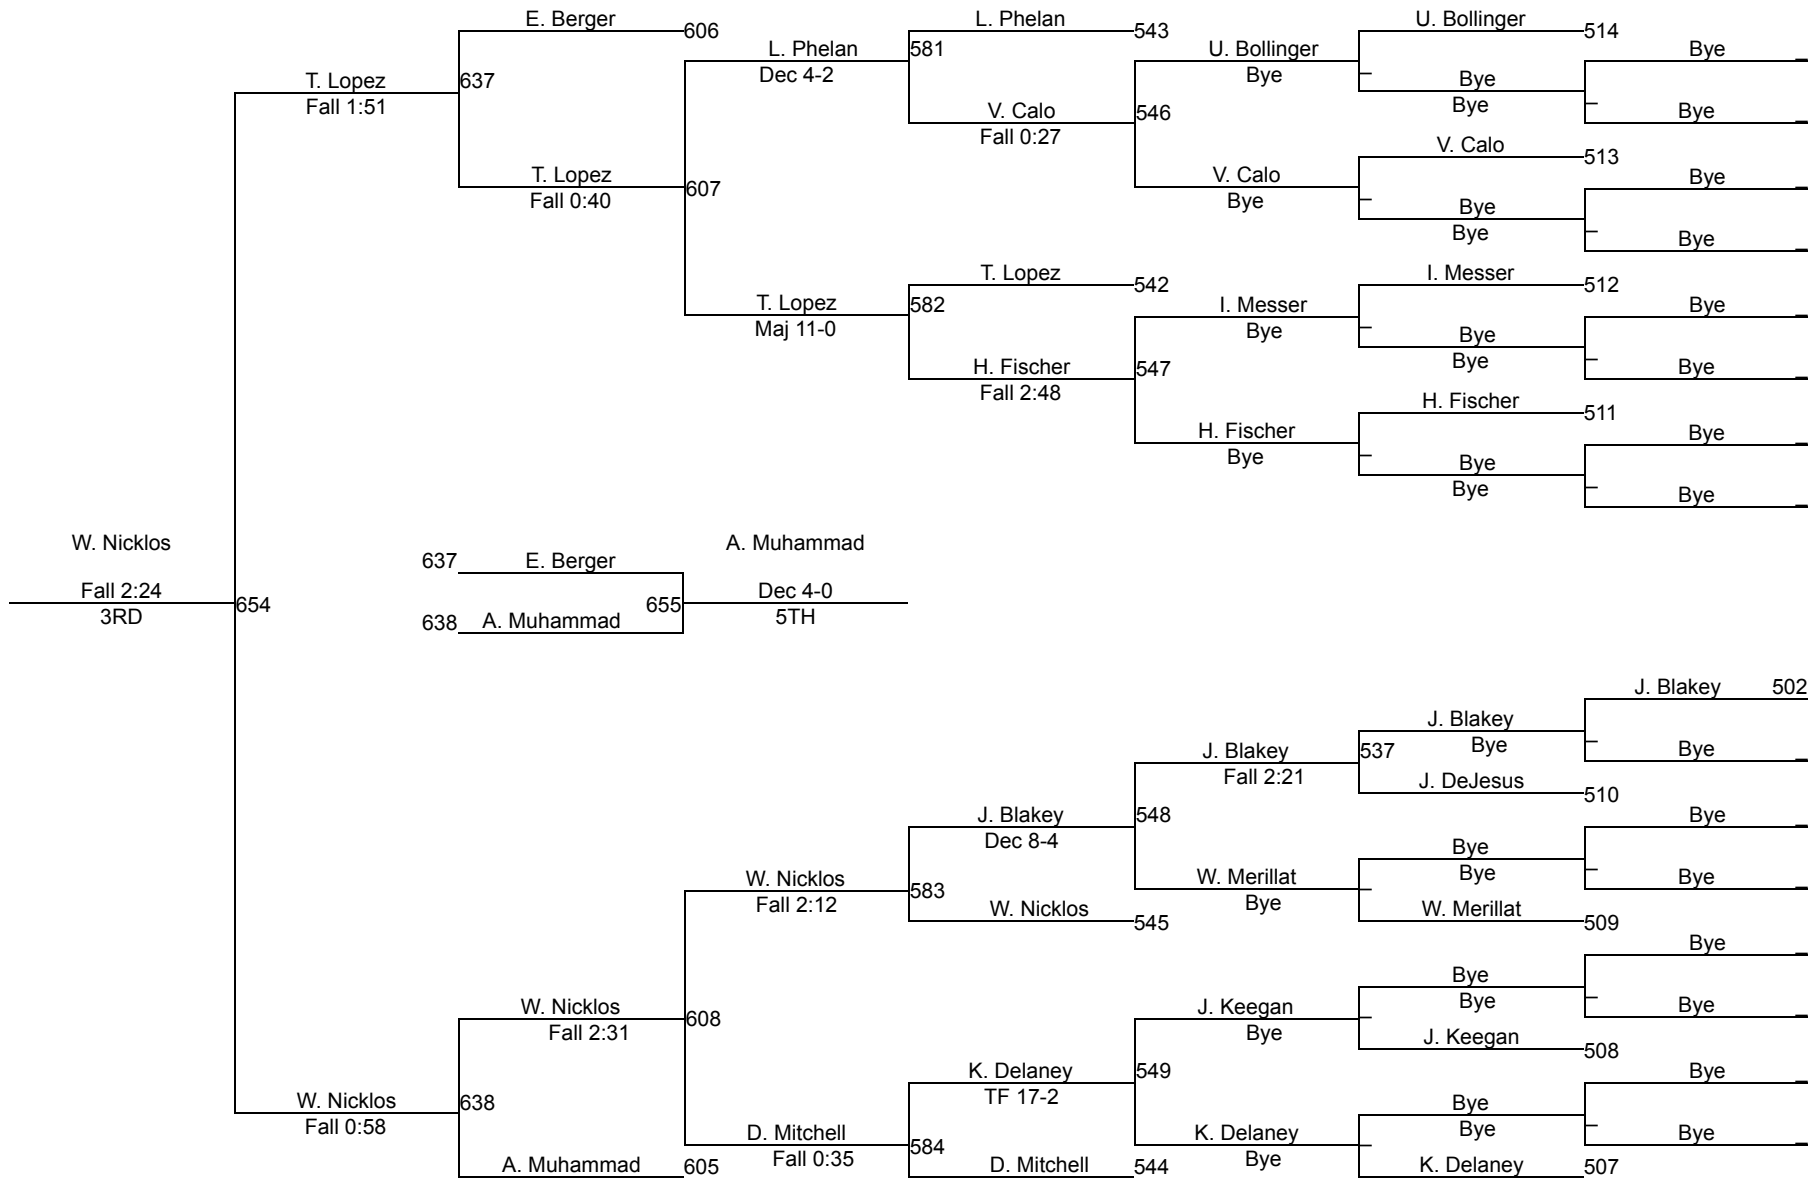 E. Berger
606
L. Phelan
543
U. Bollinger
514
T. Lopez
Fall 1:51
637
L. Phelan
Dec 4-2
581
U. Bollinger
Bye
Bye
Bye
Bye
Bye
V. Calo
Fall 0:27
546
V. Calo
513
T. Lopez
Fall 0:40
607
V. Calo
Bye
Bye
Bye
Bye
Bye
T. Lopez
542
I. Messer
512
T. Lopez
Maj 11-0
582
I. Messer
Bye
Bye
Bye
Bye
Bye
H. Fischer
Fall 2:48
547
H. Fischer
511
H. Fischer
Bye
Bye
Bye
Bye
Bye
W. Nicklos
Fall 2:24
3RD
654
637
E. Berger
638
A. Muhammad
655
A. Muhammad
Dec 4-0
5TH
J. Blakey
502
J. Blakey
Bye
Bye
J. Blakey
Fall 2:21
537
J. DeJesus
510
J. Blakey
Dec 8-4
548
Bye
Bye
Bye
Bye
W. Nicklos
Fall 2:12
583
W. Merillat
Bye
W. Merillat
509
W. Nicklos
545
Bye
Bye
Bye
Bye
W. Nicklos
Fall 2:31
608
J. Keegan
Bye
J. Keegan
508
K. Delaney
TF 17-2
549
Bye
Bye
Bye
Bye
W. Nicklos
Fall 0:58
638
D. Mitchell
Fall 0:35
584
K. Delaney
Bye
A. Muhammad
605
D. Mitchell
544
K. Delaney
507